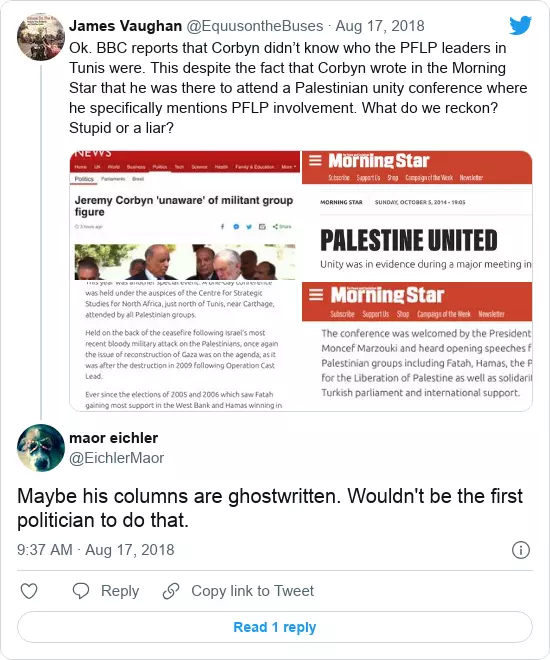 James Vaughan @EquusontheBuses · Aug 17, 2018
Ok. BBC reports that Corbyn didn’t know who the PFLP leaders in
Tunis were. This despite the fact that Corbyn wrote in the Morning
Star that he was there to attend a Palestinian unity conference where
he specifically mentions PFLP involvement. What do we reckon?
Stupid or a liar?
NEWS
Home UK World Business Politics Tech Science Health Family & Education More
Politics Parliaments Brexit
Jeremy Corbyn 'unaware' of militant group
figure
3 hours ago
Share
This year was another special event. A one-day conference
was held under the auspices of the Centre for Strategic
Studies for North Africa, just north of Tunis, near Carthage,
attended by all Palestinian groups.
Held on the back of the ceasefire following Israel's most
recent bloody military attack on the Palestinians, once again
the issue of reconstruction of Gaza was on the agenda, as it
was after the destruction in 2009 following Operation Cast
Lead.
Ever since the elections of 2005 and 2006 which saw Fatah
gaining most support in the West Bank and Hamas winning in
Morning Star
Subscribe Support Us Shop Campaign of the Week Newsletter
MORNING STAR SUNDAY, OCTOBER 5, 2014 - 19:05
PALESTINE UNITED
Unity was in evidence during a major meeting in
Morning Star
Subscribe Support Us Shop Campaign of the Week Newsletter
The conference was welcomed by the President
Moncef Marzouki and heard opening speeches f
Palestinian groups including Fatah, Hamas, the P
for the Liberation of Palestine as well as solidari
Turkish parliament and international support.
maor eichler
@EichlerMaor
Maybe his columns are ghostwritten. Wouldn't be the first
politician to do that.
9:37 AM · Aug 17, 2018
Reply
Copy link to Tweet
Read 1 reply